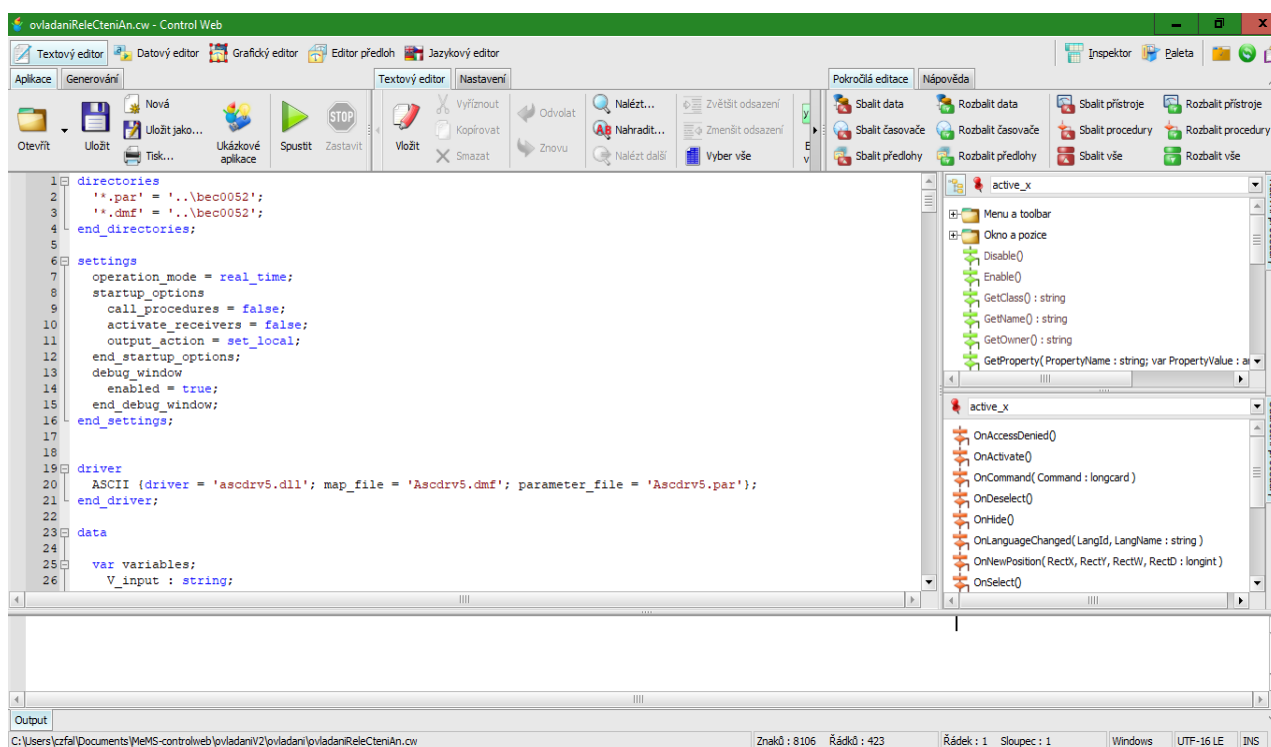 ovladaniReleCteniAn.cw - Control Web
Textový editor Datový editor Grafický editor Editor předloh Jazykový editor Inspektor Paleta
Aplikace Generování Textový editor Nastavení Pokročilá editace Nápověda
Otevřít Uložit Nová Uložit jako... Tisk... Ukázkové aplikace Spustit STOP Zastavit
Vložit Vyříznout Kopírovat Smazat Odvolat Znovu Nalézt... AB Nahradit... Nalézt další Zvětšit odsazení Zmenšit odsazení Vyber vše
Sbalit data Rozbalit data Sbalit přístroje Rozbalit přístroje
Sbalit časovače Rozbalit časovače Sbalit procedury Rozbalit procedury
Sbalit předlohy Rozbalit předlohy Sbalit vše Rozbalit vše
1 directories
2 '*.par' = '..\bec0052';
3 '*.dmf' = '..\bec0052';
4 end_directories;
5
6 settings
7 operation_mode = real_time;
8 startup_options
9 call_procedures = false;
10 activate_receivers = false;
11 output_action = set_local;
12 end_startup_options;
13 debug_window
14 enabled = true;
15 end_debug_window;
16 end_settings;
17
18
19 driver
20 ASCII {driver = 'ascdrv5.dll'; map_file = 'Ascdrv5.dmf'; parameter_file = 'Ascdrv5.par'};
21 end_driver;
22
23 data
24
25 var variables;
26 V_input : string;
active_x
Menu a toolbar
Okno a pozice
Disable()
Enable()
GetClass() : string
GetName() : string
GetOwner() : string
GetProperty( PropertyName : string; var PropertyValue :
active_x
OnAccessDenied()
OnActivate()
OnCommand( Command : longcard )
OnDeselect()
OnHide()
OnLanguageChanged( LangId, LangName : string )
OnNewPosition( RectX, RectY, RectW, RectD : longint )
OnSelect()
Output
C:\Users\czfal\Documents\MeMS-controlweb\ovladaniV2\ovladani\ovladaniReleCteniAn.cw Znaků : 8106 Řádků : 423 Řádek : 1 Sloupec : 1 Windows UTF-16 LE INS